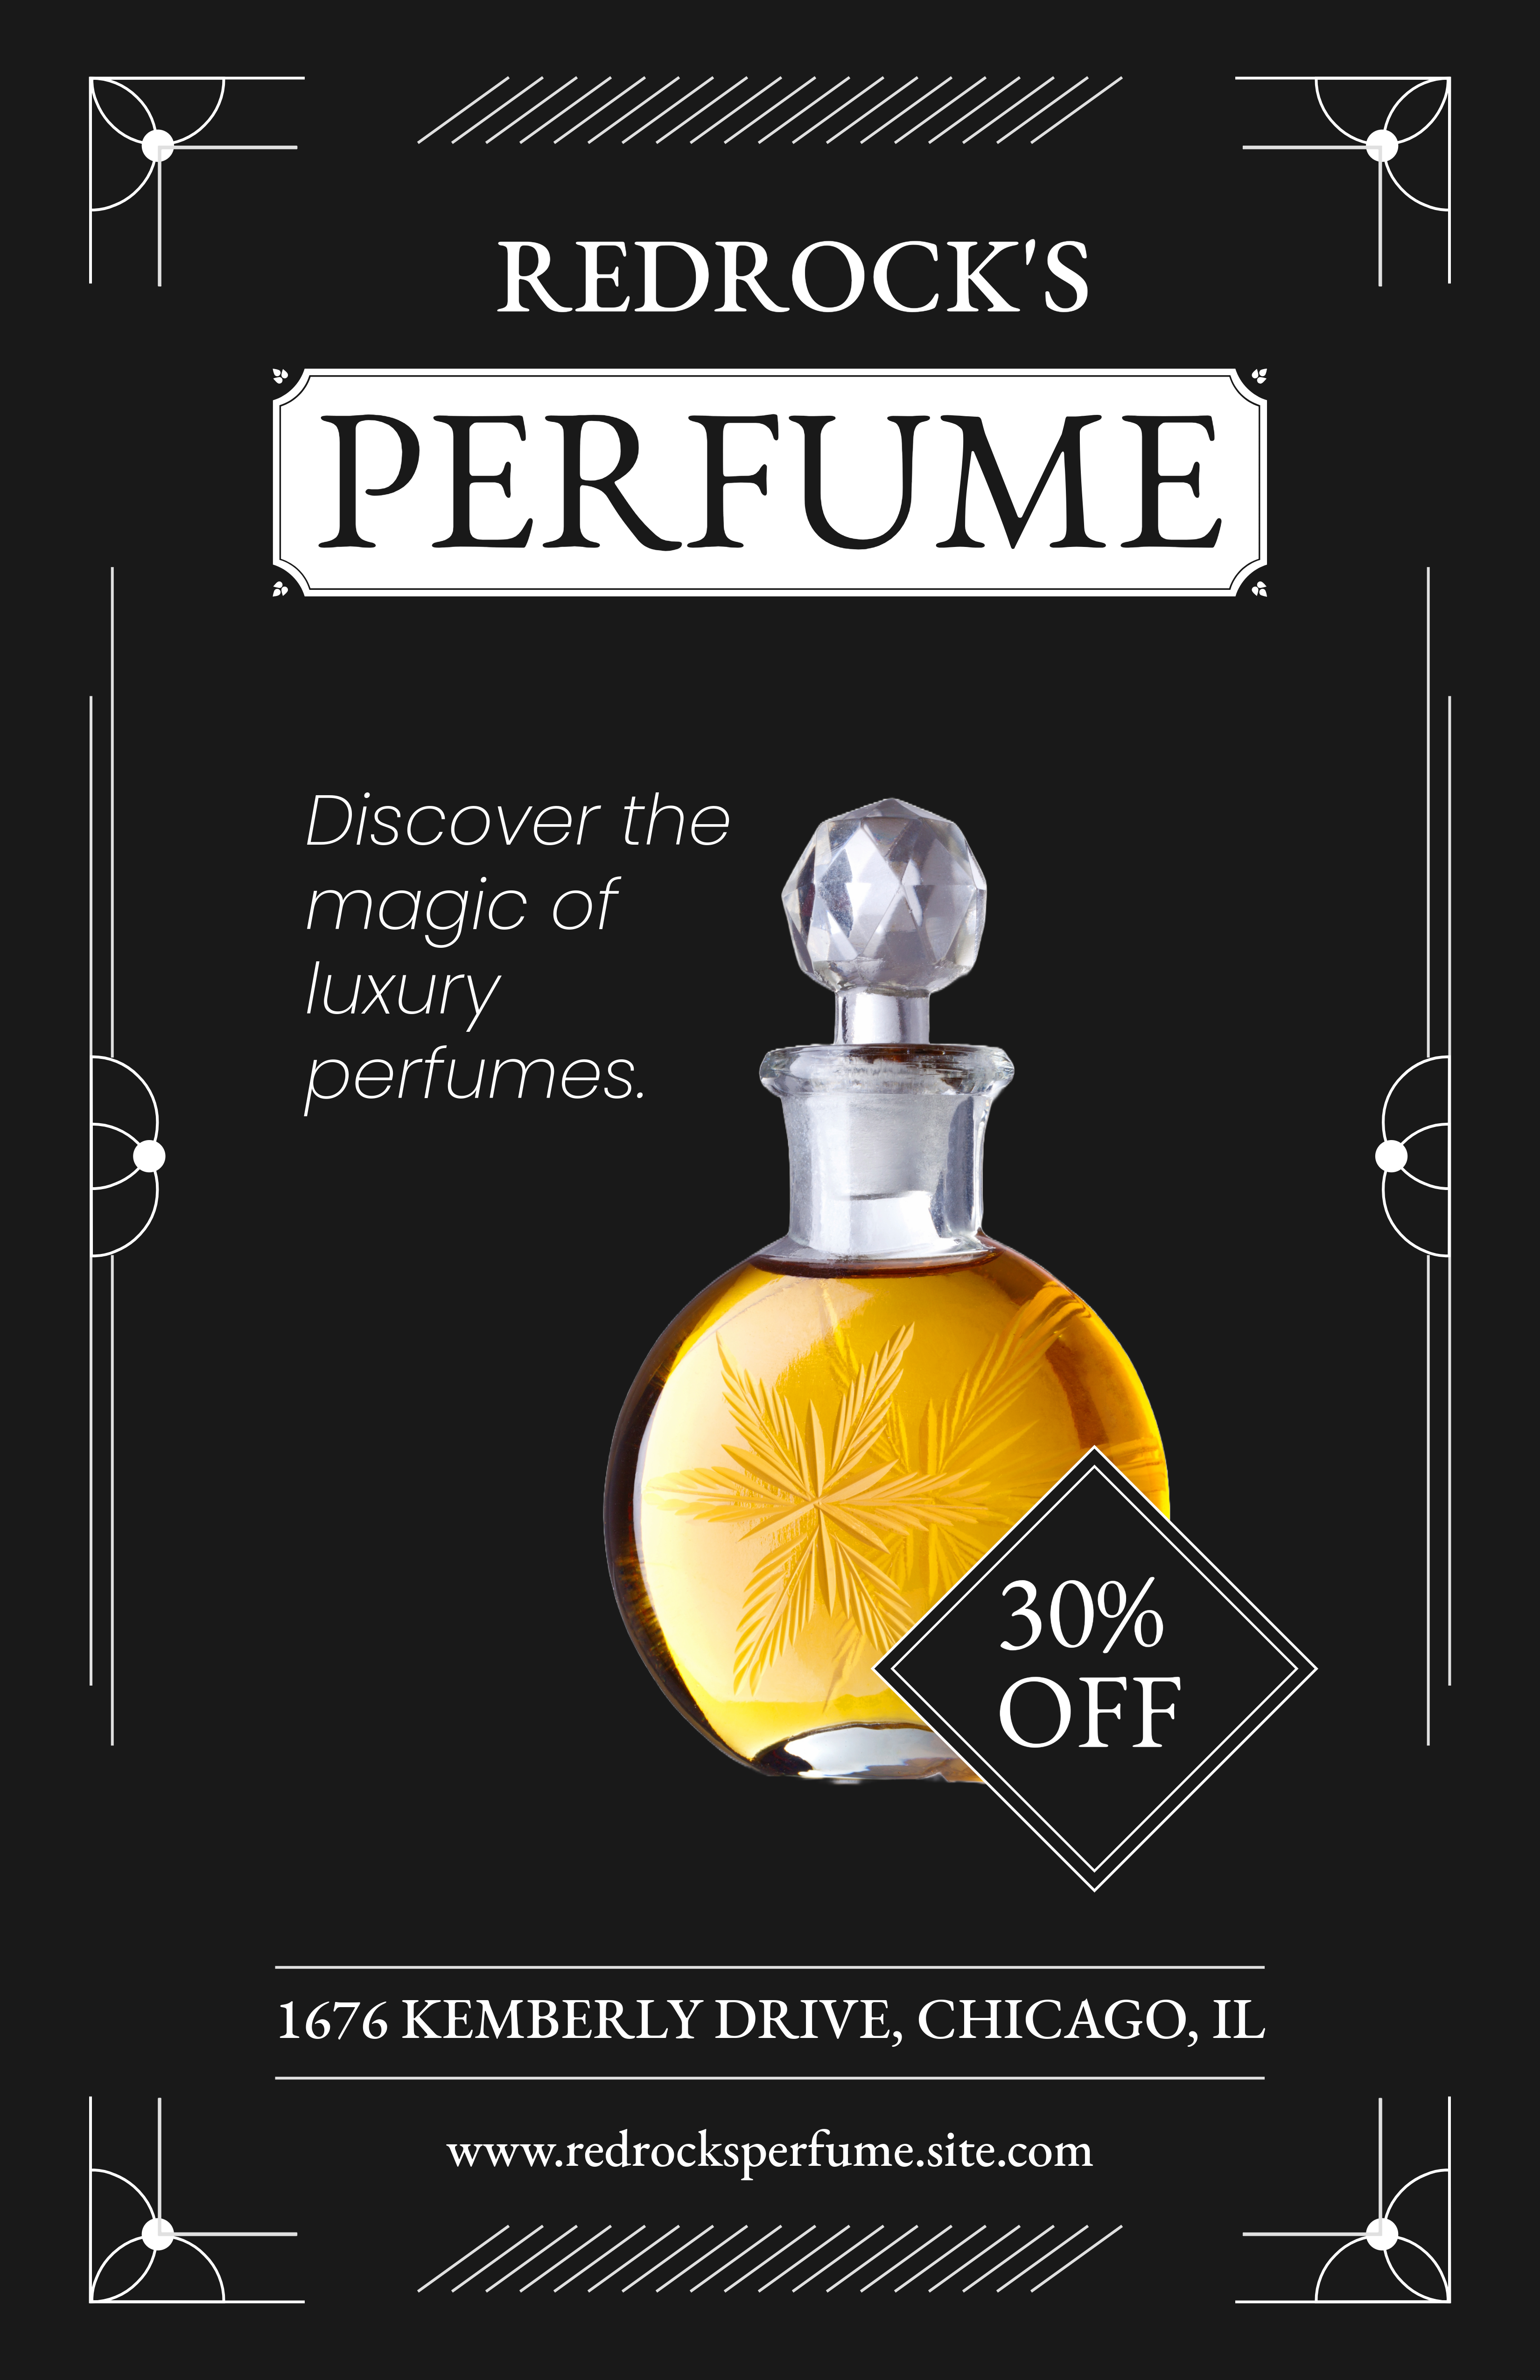 REDROCK'S
PERFUME
Discover the
magic of
luxury
perfumes.
30%
OFF
1676 KEMBERLY DRIVE, CHICAGO, IL
www.redrocksperfume.site.com